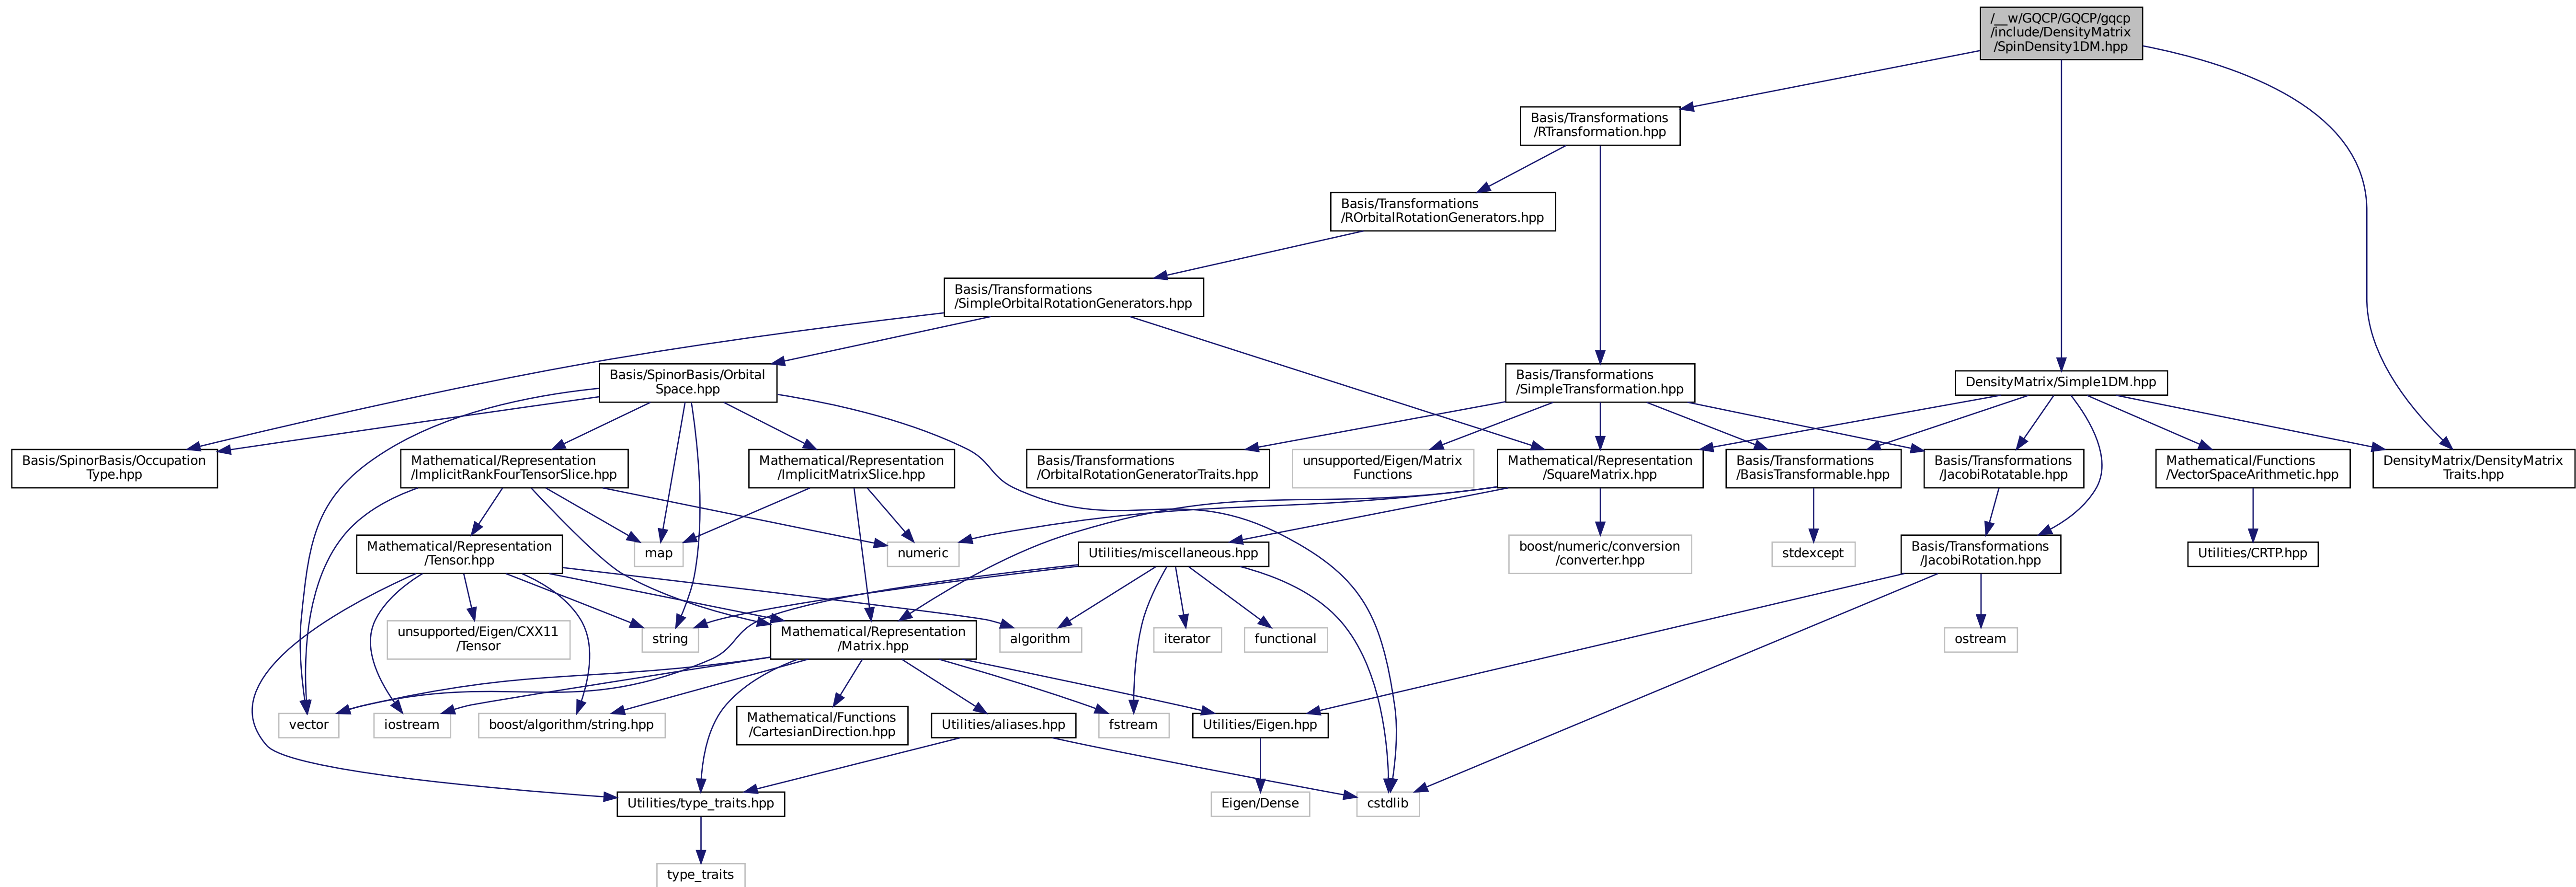 /__w/GQCP/GQCP/gqcp
/include/DensityMatrix
/SpinDensity1DM.hpp
Basis/Transformations
/RTransformation.hpp
Basis/Transformations
/ROrbitalRotationGenerators.hpp
Basis/Transformations
/SimpleOrbitalRotationGenerators.hpp
Basis/SpinorBasis/Orbital
Space.hpp
Basis/Transformations
/SimpleTransformation.hpp
DensityMatrix/Simple1DM.hpp
Basis/SpinorBasis/Occupation
Type.hpp
Mathematical/Representation
/ImplicitRankFourTensorSlice.hpp
Mathematical/Representation
/ImplicitMatrixSlice.hpp
Basis/Transformations
/OrbitalRotationGeneratorTraits.hpp
unsupported/Eigen/Matrix
Functions
Mathematical/Representation
/SquareMatrix.hpp
Basis/Transformations
/BasisTransformable.hpp
Basis/Transformations
/JacobiRotatable.hpp
Mathematical/Functions
/VectorSpaceArithmetic.hpp
DensityMatrix/DensityMatrix
Traits.hpp
Mathematical/Representation
/Tensor.hpp
map
numeric
Utilities/miscellaneous.hpp
boost/numeric/conversion
/converter.hpp
stdexcept
Basis/Transformations
/JacobiRotation.hpp
Utilities/CRTP.hpp
unsupported/Eigen/CXX11
/Tensor
string
Mathematical/Representation
/Matrix.hpp
algorithm
iterator
functional
ostream
vector
iostream
boost/algorithm/string.hpp
Mathematical/Functions
/CartesianDirection.hpp
Utilities/aliases.hpp
fstream
Utilities/Eigen.hpp
Utilities/type_traits.hpp
Eigen/Dense
cstdlib
type_traits